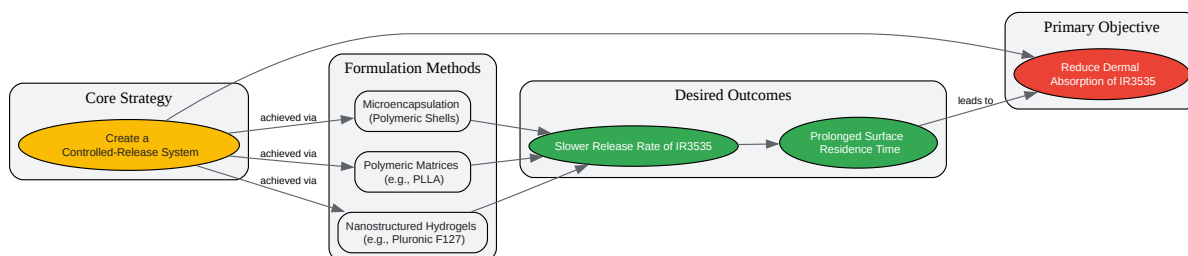 Core Strategy
Create a
Controlled-Release System
achieved via
achieved via
achieved via
Formulation Methods
Microencapsulation
(Polymeric Shells)
Polymeric Matrices
(e.g., PLLA)
Nanostructured Hydrogels
(e.g., Pluronic F127)
Desired Outcomes
Slower Release Rate of IR3535
Prolonged Surface
Residence Time
leads to
Primary Objective
Reduce Dermal
Absorption of IR3535